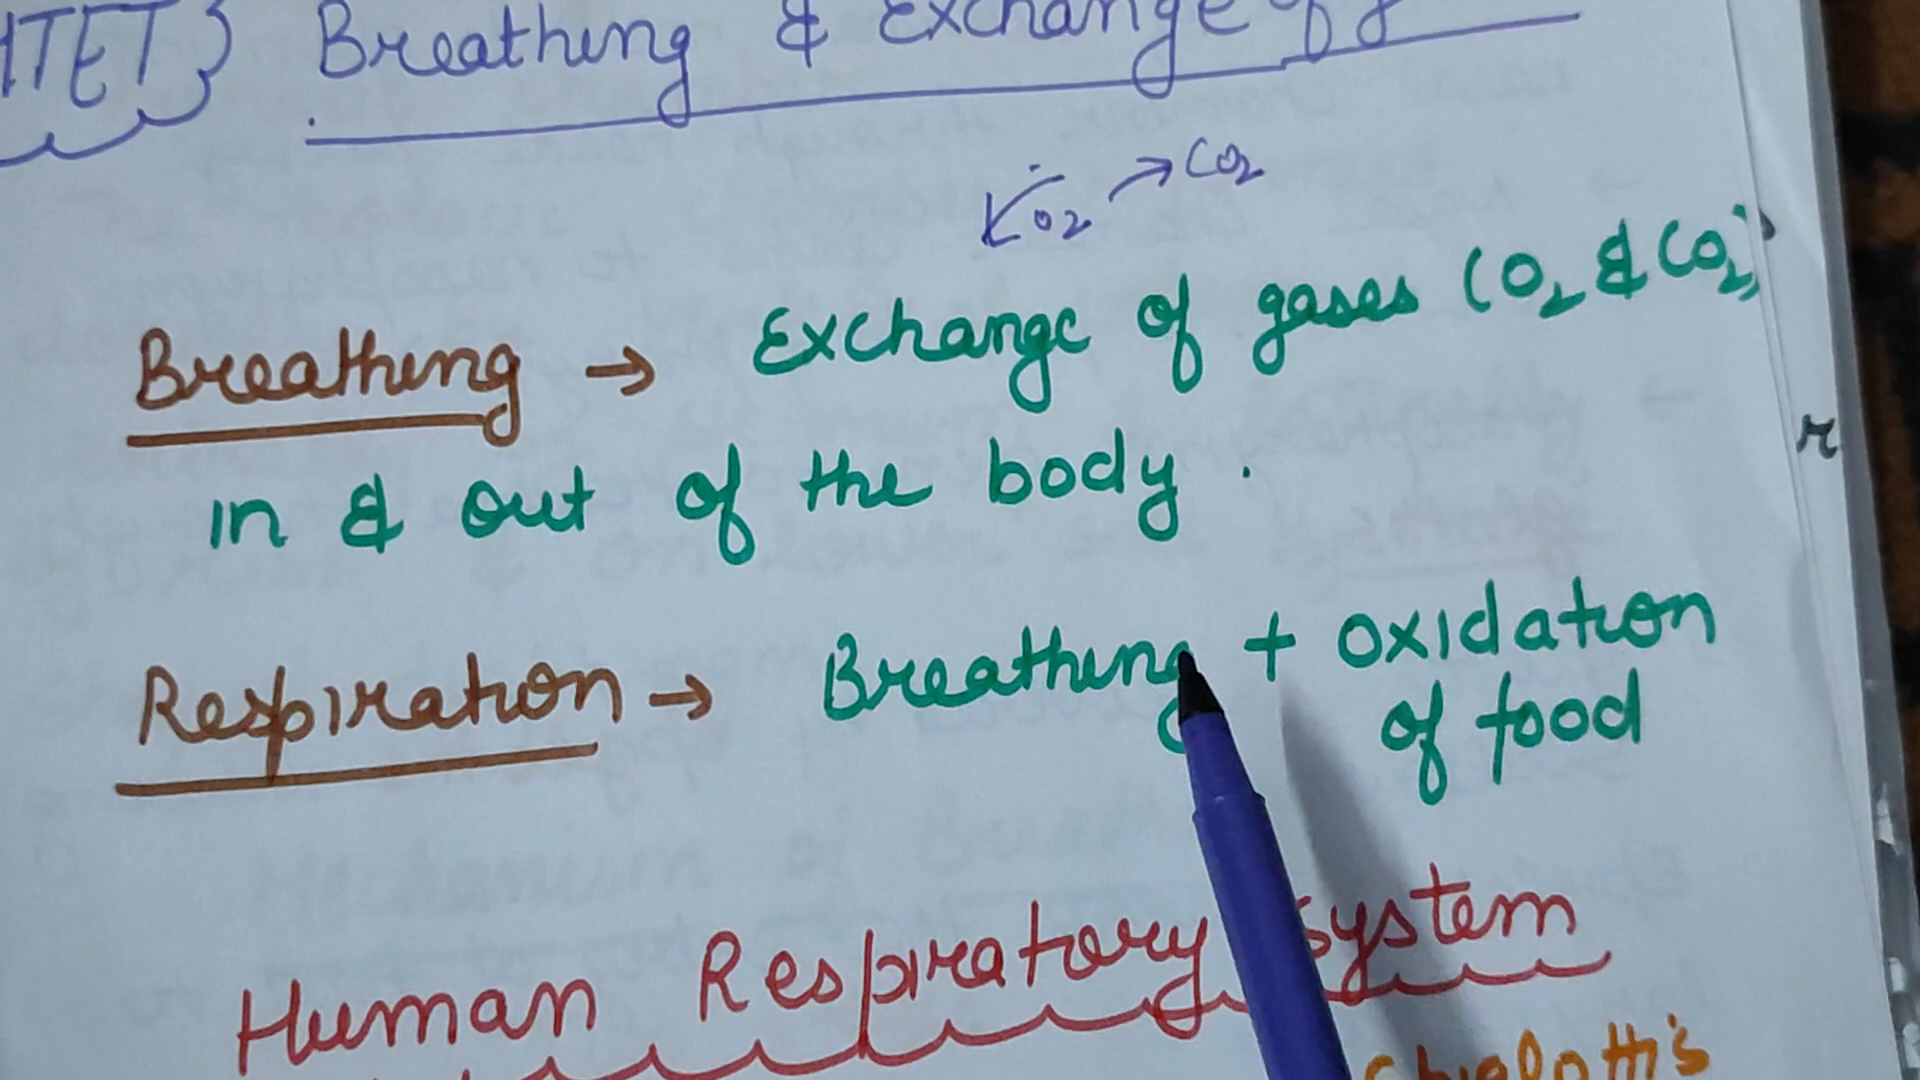 Breathing & Exchange of
O2 → CO2
Breathing → Exchange of gases (O2 & CO2)
in & out of the body.
Respiration → Breathing + oxidation
of food
Human Respiratory System